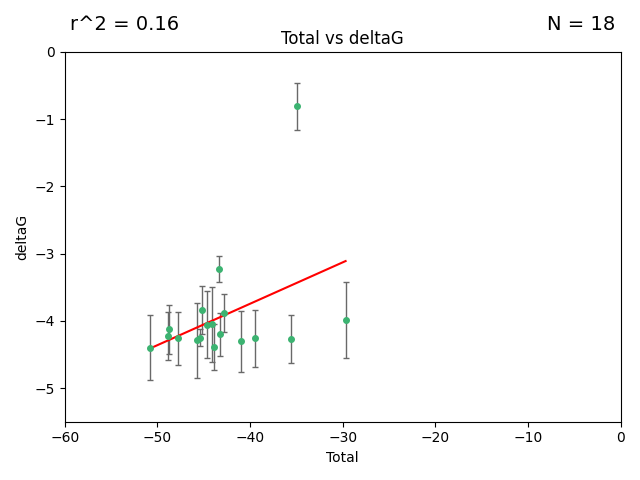 r^2 = 0.16
N = 18
Total vs deltaG
0
−1
−2
−3
−4
−5
deltaG
−60
−50
−40
−30
−20
−10
0
Total